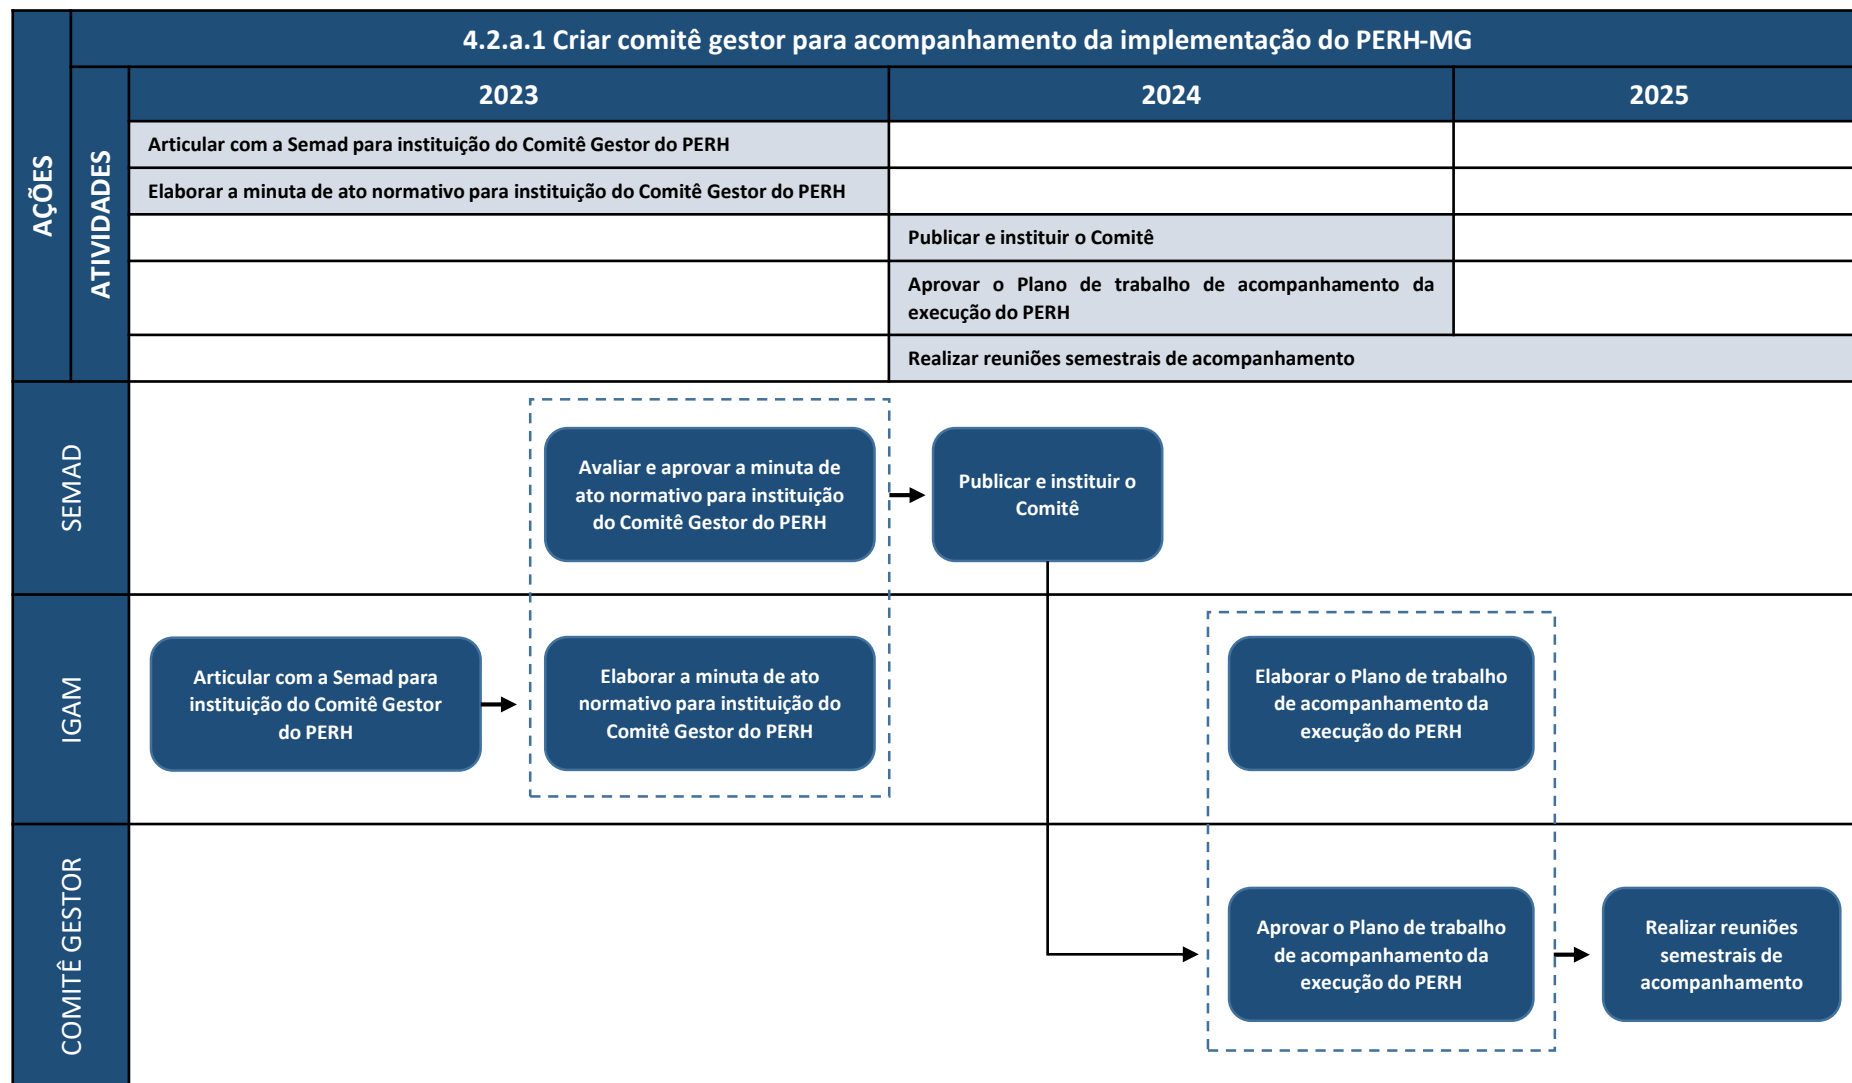 4.2.a.1 Criar comitê gestor para acompanhamento da implementação do PERH-MG
AÇÕES
ATIVIDADES
2023
2024
2025
Articular com a Semad para instituição do Comitê Gestor do PERH
Elaborar a minuta de ato normativo para instituição do Comitê Gestor do PERH
Publicar e instituir o Comitê
Aprovar o Plano de trabalho de acompanhamento da
execução do PERH
Realizar reuniões semestrais de acompanhamento
SEMAD
Avaliar e aprovar a minuta de
ato normativo para instituição
do Comitê Gestor do PERH
Publicar e instituir o
Comitê
IGAM
Articular com a Semad para
instituição do Comitê Gestor
do PERH
Elaborar a minuta de ato
normativo para instituição do
Comitê Gestor do PERH
Elaborar o Plano de trabalho
de acompanhamento da
execução do PERH
COMITÊ GESTOR
Aprovar o Plano de trabalho
de acompanhamento da
execução do PERH
Realizar reuniões
semestrais de
acompanhamento